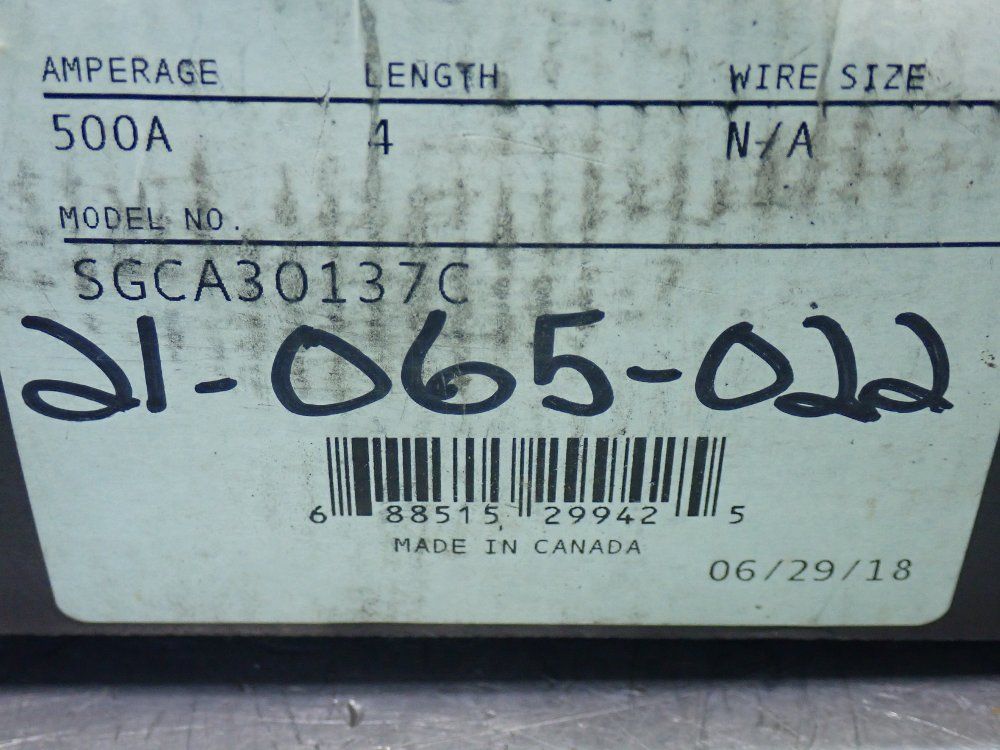 AMPERAGE LENGTH WIRE SIZE
500A 4 N/A
MODEL NO.
SGCA30137C
21-065-022
6 88515 29942 5
MADE IN CANADA
06/29/18